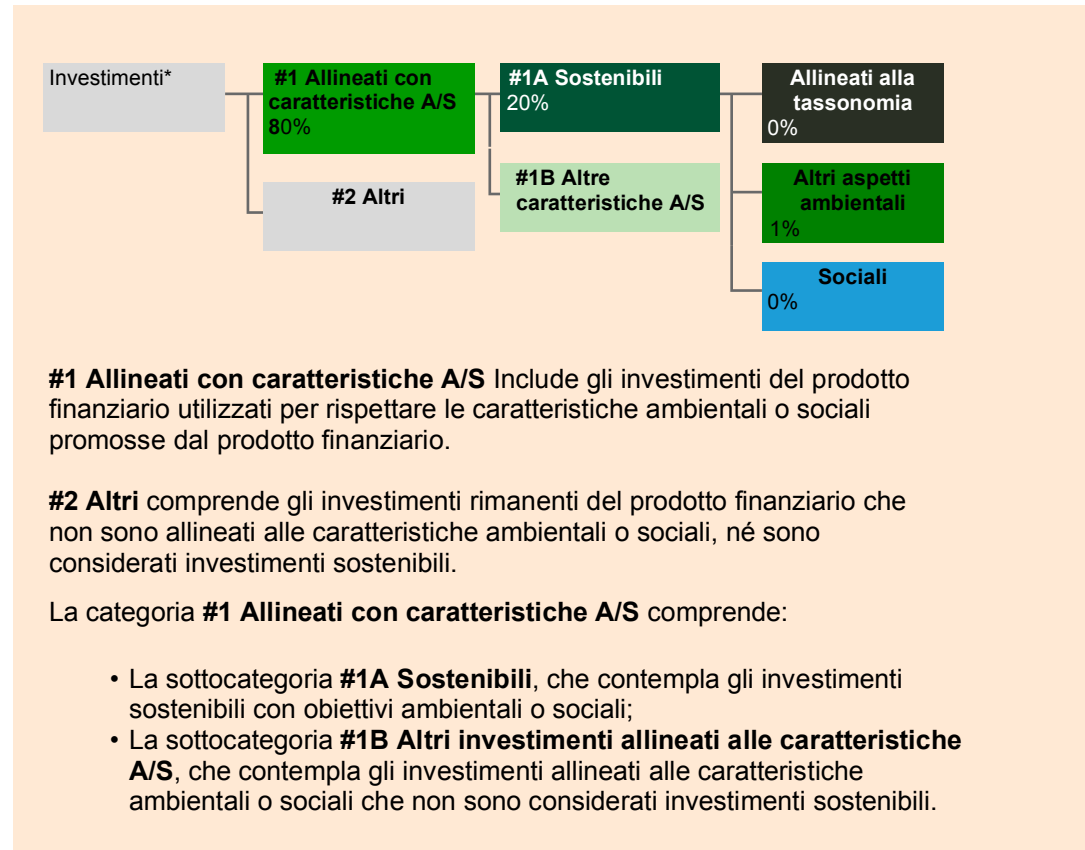 Investimenti*
#1 Allineati con
caratteristiche A/S
80%
#2 Altri
#1A Sostenibili
20%
#1B Altre
caratteristiche A/S
Allineati alla
tassonomia
0%
Altri aspetti
ambientali
1%
Sociali
0%
#1 Allineati con caratteristiche A/S Include gli investimenti del prodotto
finanziario utilizzati per rispettare le caratteristiche ambientali o sociali
promosse dal prodotto finanziario.
#2 Altri comprende gli investimenti rimanenti del prodotto finanziario che
non sono allineati alle caratteristiche ambientali o sociali, né sono
considerati investimenti sostenibili.
La categoria #1 Allineati con caratteristiche A/S comprende:
• La sottocategoria #1A Sostenibili, che contempla gli investimenti
sostenibili con obiettivi ambientali o sociali;
• La sottocategoria #1B Altri investimenti allineati alle caratteristiche
A/S, che contempla gli investimenti allineati alle caratteristiche
ambientali o sociali che non sono considerati investimenti sostenibili.